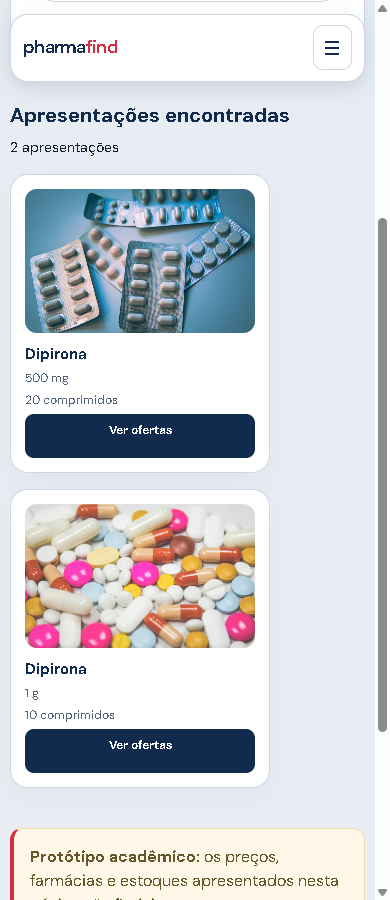 pharmafind
Apresentações encontradas
2 apresentações
Dipirona
500 mg
20 comprimidos
Ver ofertas
Dipirona
1 g
10 comprimidos
Ver ofertas
Protótipo acadêmico: os preços,
farmácias e estoques apresentados nesta